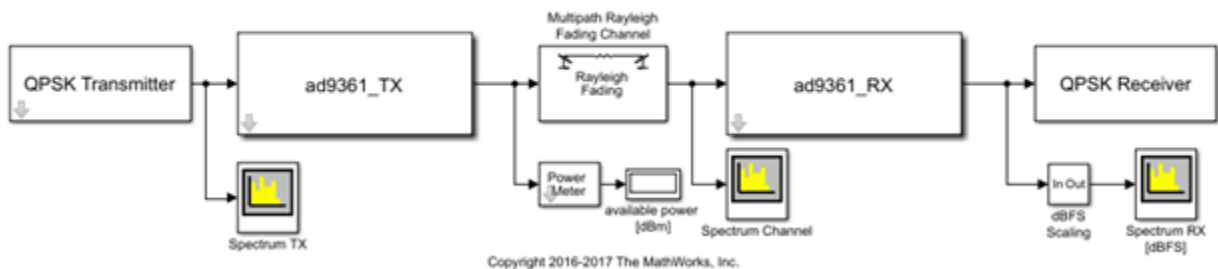 Multipath Rayleigh
Fading Channel
QPSK Transmitter
ad9361_TX
Rayleigh
Fading
ad9361_RX
QPSK Receiver
Spectrum TX
Power
Meter
available power
[dBm]
Spectrum Channel
In Out
dBFS
Scaling
Spectrum RX
[dBFS]
Copyright 2016-2017 The MathWorks, Inc.